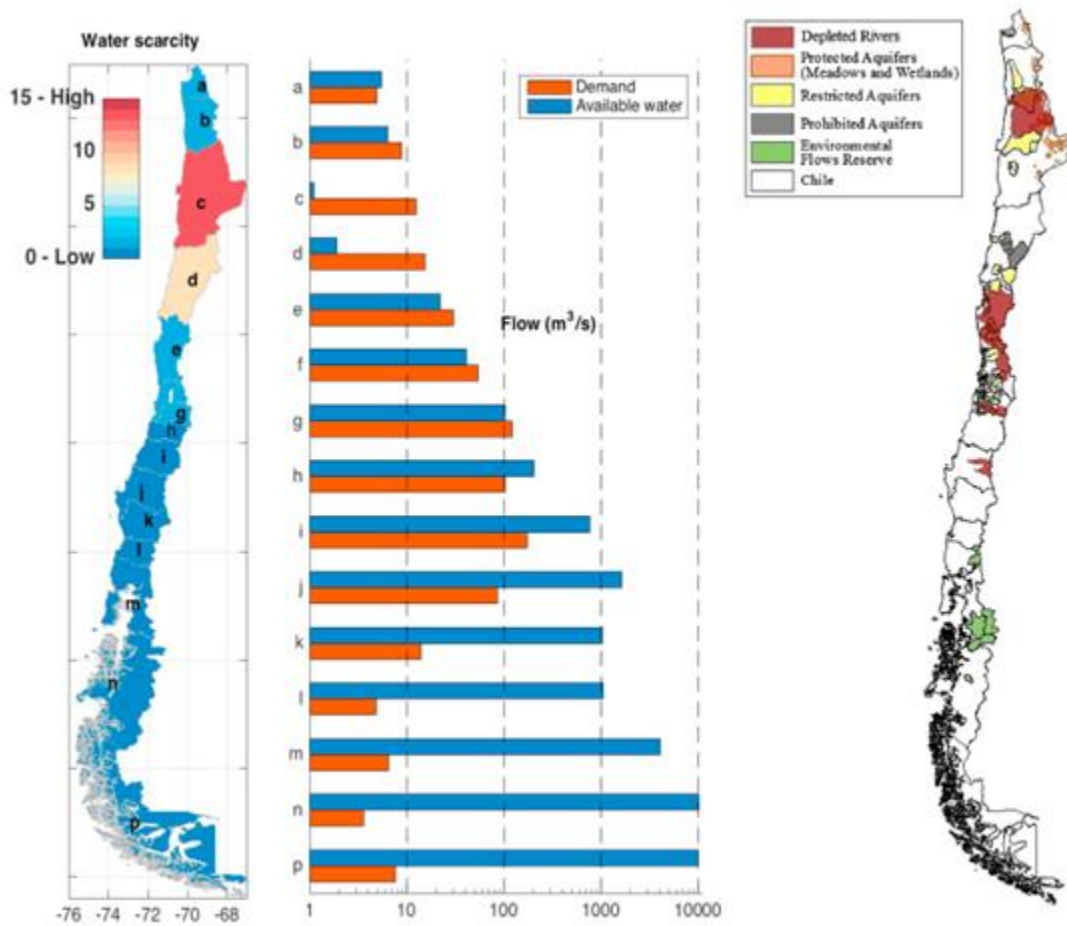 Water scarcity
15 - High
10
5
0 - Low
a
b
c
d
e
g
h
i
j
k
l
m
n
p
-76
-74
-72
-70
-68
a
b
c
d
e
f
g
h
i
j
k
l
m
n
p
Demand
Available water
Flow (m³/s)
1
10
100
1000
10000
Depleted Rivers
Protected Aquifers
(Meadows and Wetlands)
Restricted Aquifers
Prohibited Aquifers
Environmental
Flows Reserve
Chile